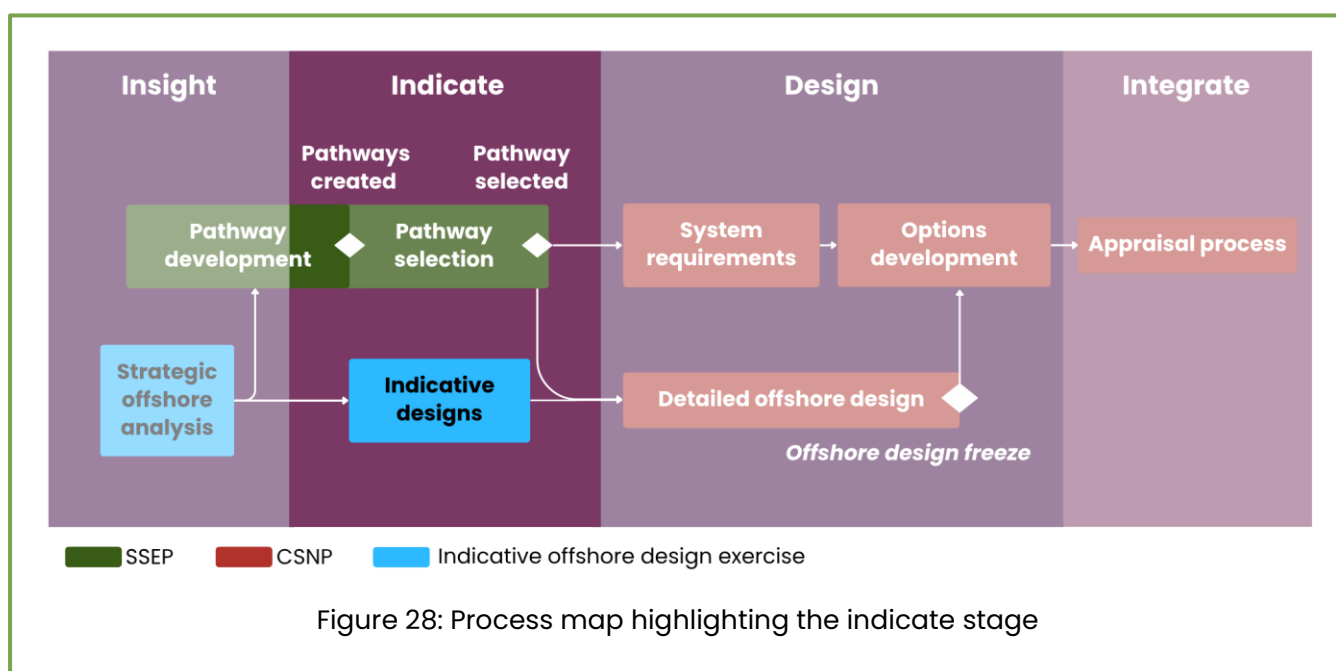 Insight
Indicate
Design
Integrate
Pathways
created
Pathway
selected
Pathway
development
Pathway
selection
System
requirements
Options
development
Appraisal process
Strategic
offshore
analysis
Indicative
designs
Detailed offshore design
Offshore design freeze
SSEP
CSNP
Indicative offshore design exercise
Figure 28: Process map highlighting the indicate stage